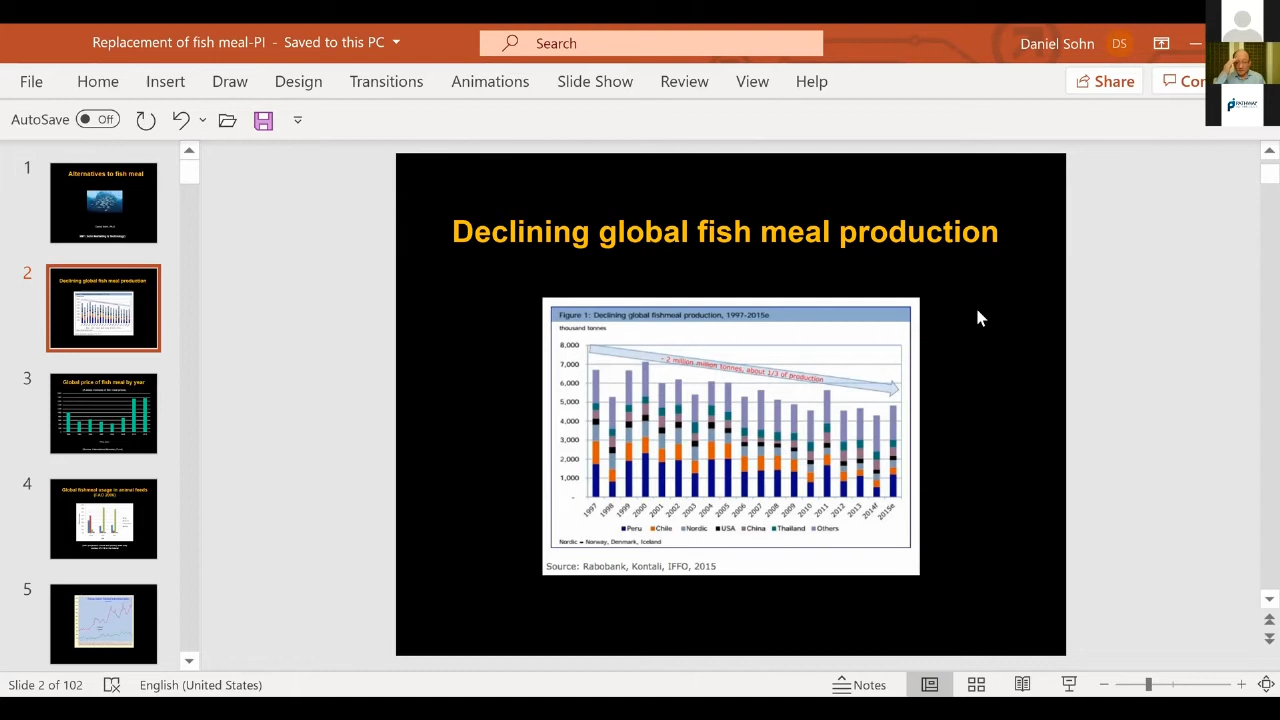 Replacement of fish meal-PI - Saved to this PC
Search
Daniel Sohn
DS
File Home Insert Draw Design Transitions Animations Slide Show Review View Help
Share
Con
AutoSave Off
PATHWAY
1
Alternatives to fish meal
2
Declining global fish meal production
3
Global price of fish meal by year
4
Global fishmeal usage in animal feeds
5
Declining global fish meal production
Figure 1: Declining global fishmeal production, 1997-2015e
thousand tonnes
8,000
7,000
6,000
5,000
4,000
3,000
2,000
1,000
-
- 2 million million tonnes, about 1/3 of production
1997 1998 1999 2000 2001 2002 2003 2004 2005 2006 2007 2008 2009 2010 2011 2012 2013 2014f 2015e
Peru Chile Nordic USA China Thailand Others
Nordic = Norway, Denmark, Iceland
Source: Rabobank, Kontali, IFFO, 2015
Slide 2 of 102
English (United States)
Notes